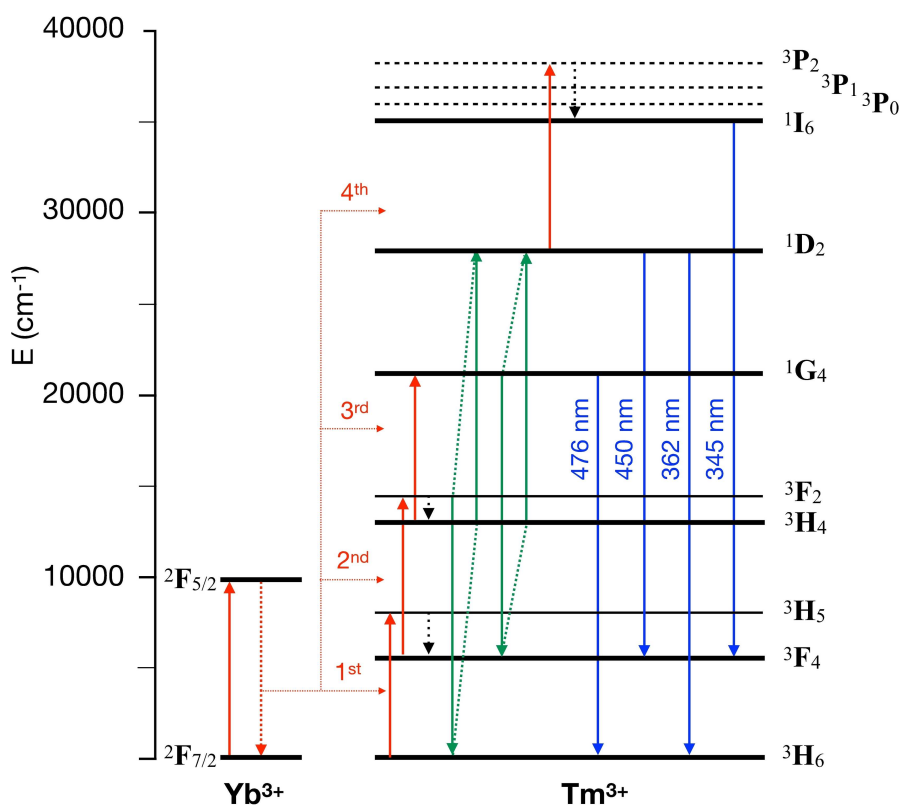 40000
30000
20000
10000
E (cm⁻¹)
²F₅/₂
²F₇/₂
Yb³⁺
4ᵗʰ
3ʳᵈ
2ⁿᵈ
1ˢᵗ
476 nm
450 nm
362 nm
345 nm
³P₂
³P₁
³P₀
¹I₆
¹D₂
¹G₄
³F₂
³H₄
³H₅
³F₄
³H₆
Tm³⁺